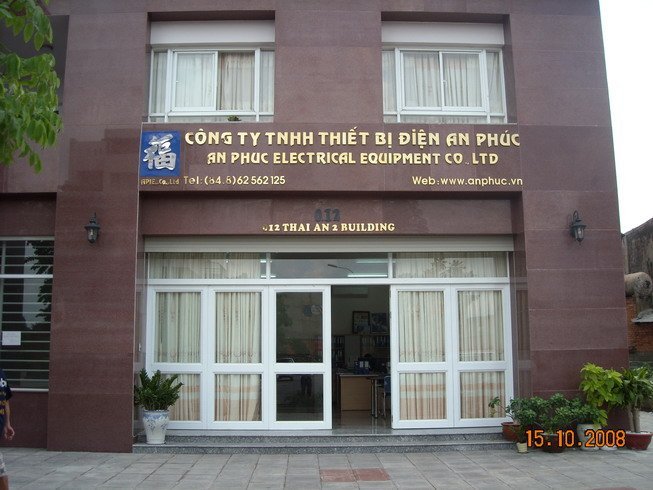 CÔNG TY TNHH THIẾT BỊ ĐIỆN AN PHÚC
福
AN PHUC ELECTRICAL EQUIPMENT CO., LTD
Tel: (84.8)62 562 125
Web: www.anphuc.vn
012
012 THAI AN 2 BUILDING
15.10.2008